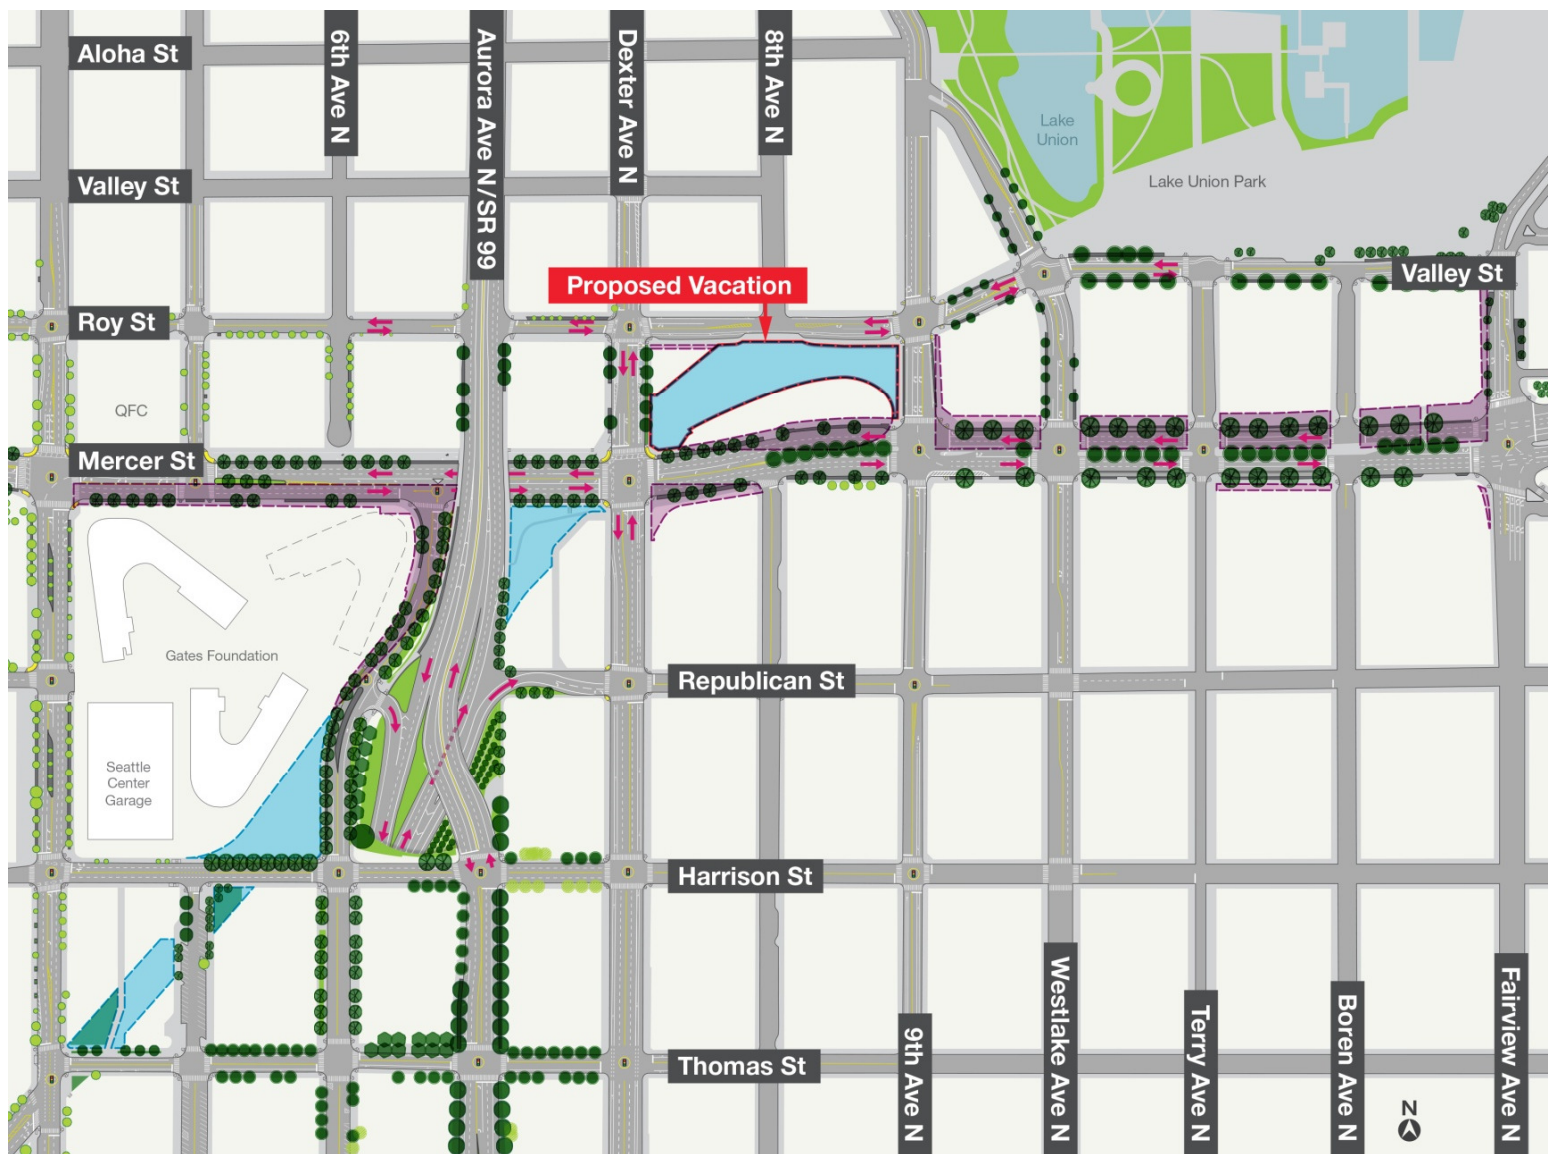 Aloha St
6th Ave N
Aurora Ave N/SR 99
Dexter Ave N
8th Ave N
Lake
Union
Lake Union Park
Valley St
Proposed Vacation
Valley St
Roy St
QFC
Mercer St
Gates Foundation
Republican St
Seattle
Center
Garage
Harrison St
Westlake Ave N
Fairview Ave N
Boren Ave N
Terry Ave N
9th Ave N
Thomas St
N